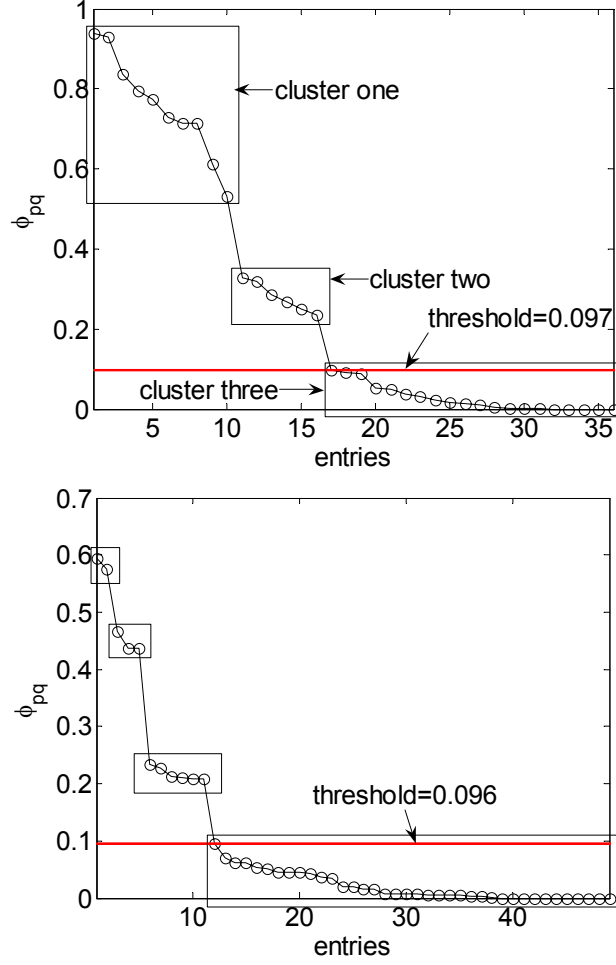 1
0.8
0.6
0.4
0.2
0
ϕpq
cluster one
cluster two
threshold=0.097
cluster three
5 10 15 20 25 30 35
entries
0.7
0.6
0.5
0.4
0.3
0.2
0.1
0
ϕpq
threshold=0.096
10 20 30 40
entries